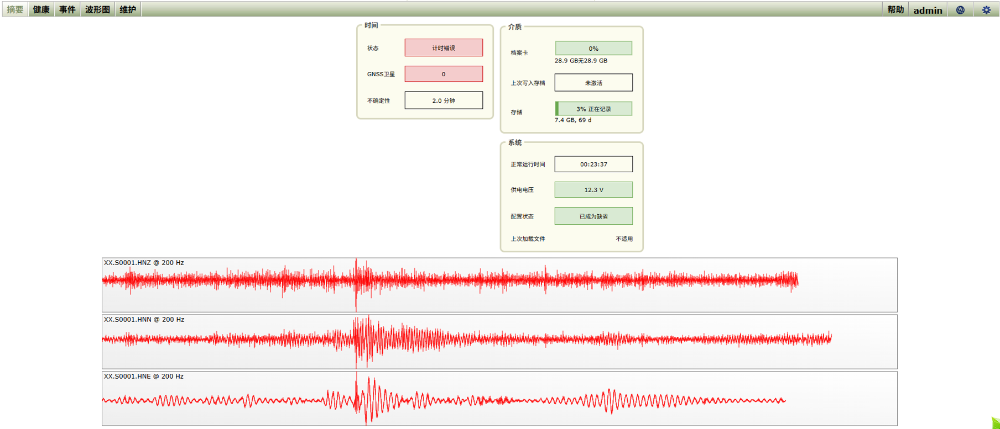 摘要 健康 事件 波形图 维护 帮助 admin
时间
状态 计时错误
GNSS卫星 0
不确定性 2.0 分钟
介质
档案卡 0%
28.9 GB无28.9 GB
上次写入存档 未激活
存储 3% 正在记录
7.4 GB, 69 d
系统
正常运行时间 00:23:37
供电电压 12.3 V
配置状态 已成为缺省
上次加载文件 不适用
XX.S0001.HNZ @ 200 Hz
XX.S0001.HNN @ 200 Hz
XX.S0001.HNE @ 200 Hz